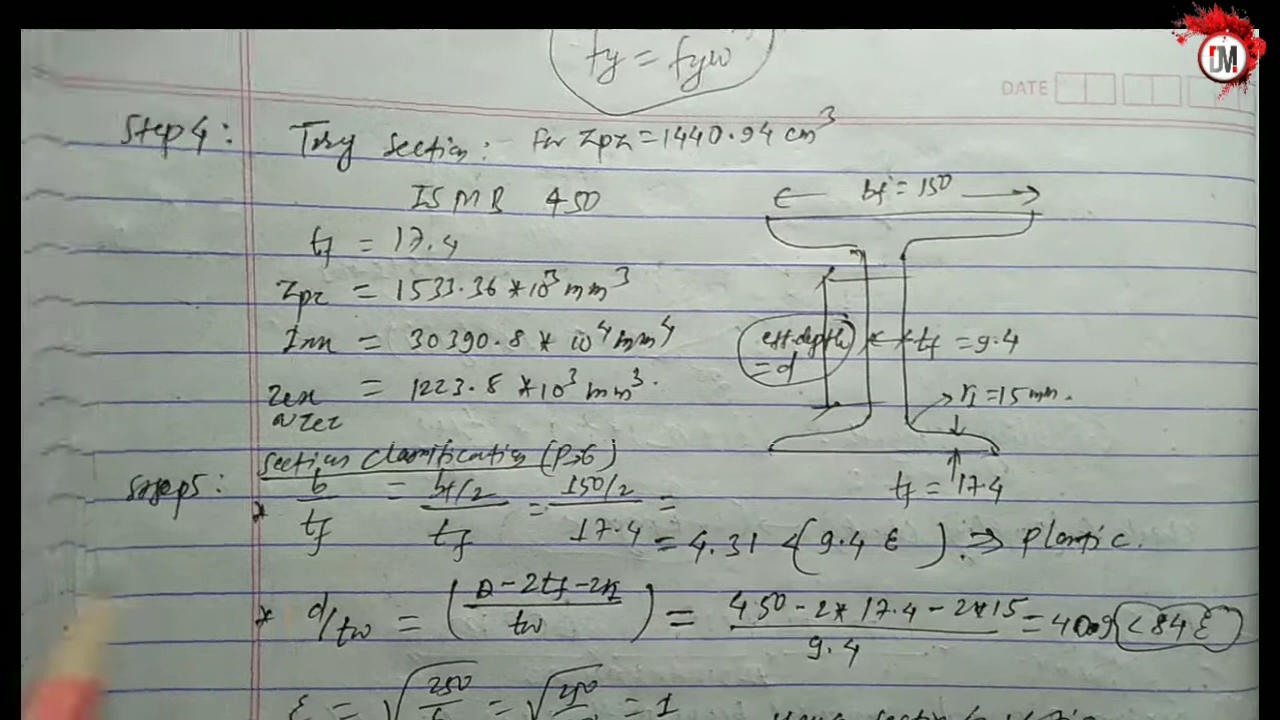 fy = fyw
DM
DATE
Step 4: Try section: For Zpz = 1440.94 cm³
ISMB 450
bf = 150
tf = 17.4
Zpz = 1533.36 * 10³ mm³
Ixx = 30390.8 * 10⁴ mm⁴
eff. depth = d
tf = 9.4
Zex = 1223.8 * 10³ mm³.
≈ Zez
r1 = 15 mm.
Step 5: Section classification (P26)
tf = 17.4
* b/tf = (bf/2)/tf = (150/2)/17.4 = = 4.31 < (9.4 ε) ⇒ Plastic.
* d/tw = ((D - 2tf - 2r1)/tw) = (450 - 2*17.4 - 2*15)/9.4 = 40.9 < 84 ε
ε = √250/ = √250/ = 1